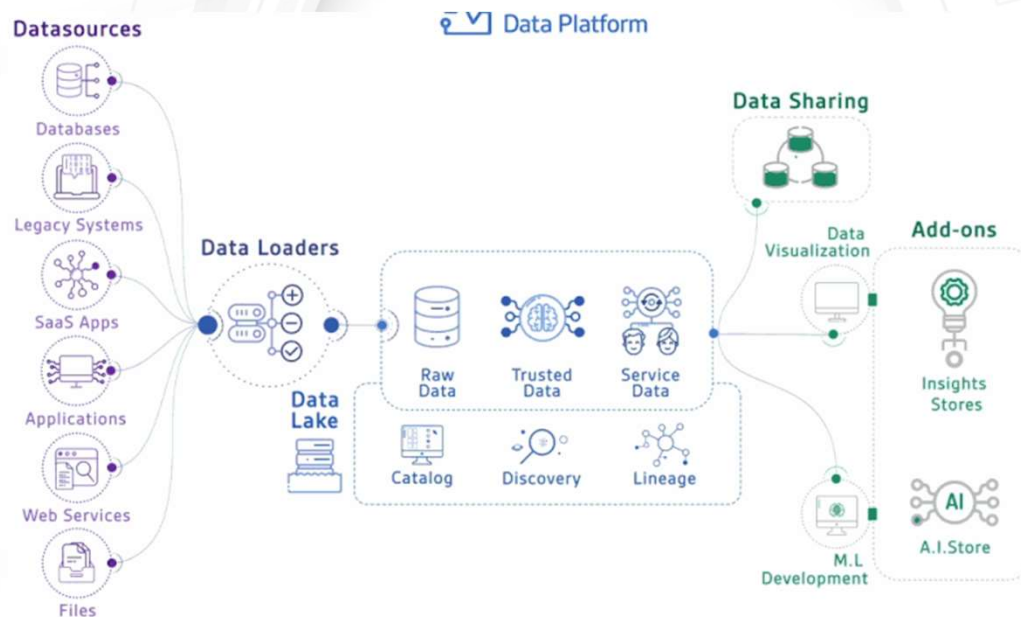 Data Platform
Datasources
Databases
Legacy Systems
SaaS Apps
Applications
Web Services
Files
Data Loaders
Data
Lake
Raw
Data
Trusted
Data
Service
Data
Catalog
Discovery
Lineage
Data Sharing
Data
Visualization
M.L
Development
Add-ons
Insights
Stores
AI
A.I.Store